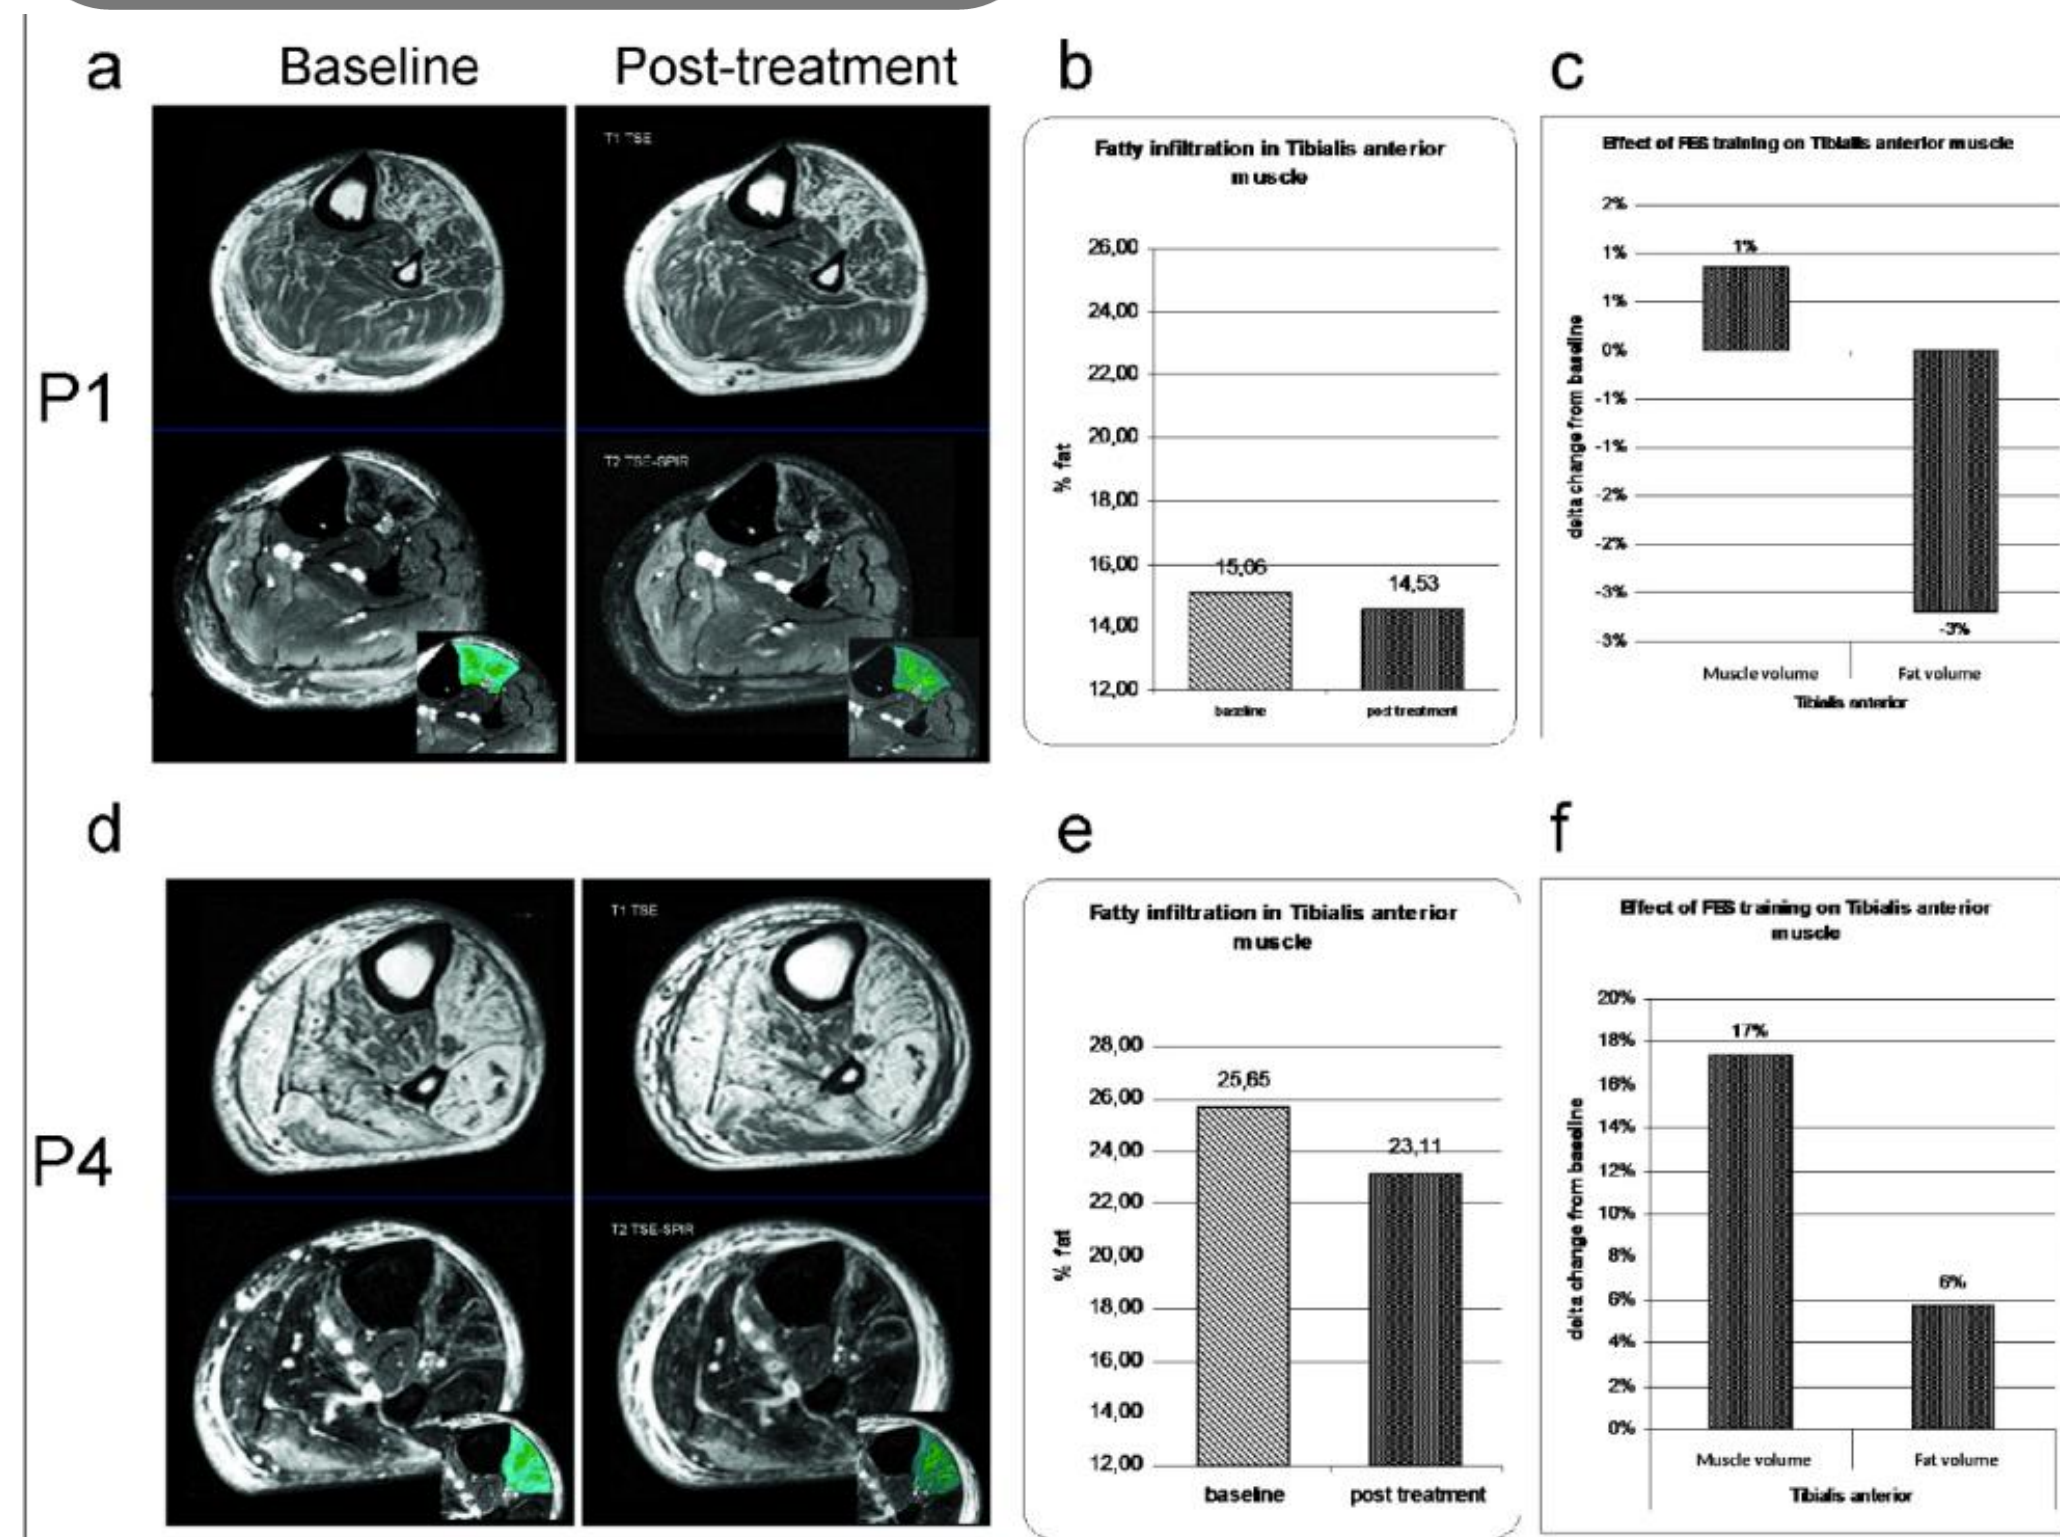 a
Baseline
Post-treatment
b
c
P1
T1 TSE
T2 TSE-SPIR
Fatty infiltration in Tibialis anterior
muscle
% fat
26,00
24,00
22,00
20,00
18,00
16,00
14,00
12,00
15,06
14,53
baseline
post treatment
Effect of FES training on Tibialis anterior muscle
delta change from baseline
2%
1%
1%
0%
-1%
-1%
-2%
-2%
-3%
-3%
1%
-3%
Muscle volume
Fat volume
Tibialis anterior
d
e
f
P4
T1 TSE
T2 TSE-SPIR
Fatty infiltration in Tibialis anterior
muscle
% fat
28,00
26,00
24,00
22,00
20,00
18,00
16,00
14,00
12,00
25,65
23,11
baseline
post treatment
Effect of FES training on Tibialis anterior
muscle
delta change from baseline
20%
18%
16%
14%
12%
10%
8%
6%
4%
2%
0%
17%
6%
Muscle volume
Fat volume
Tibialis anterior